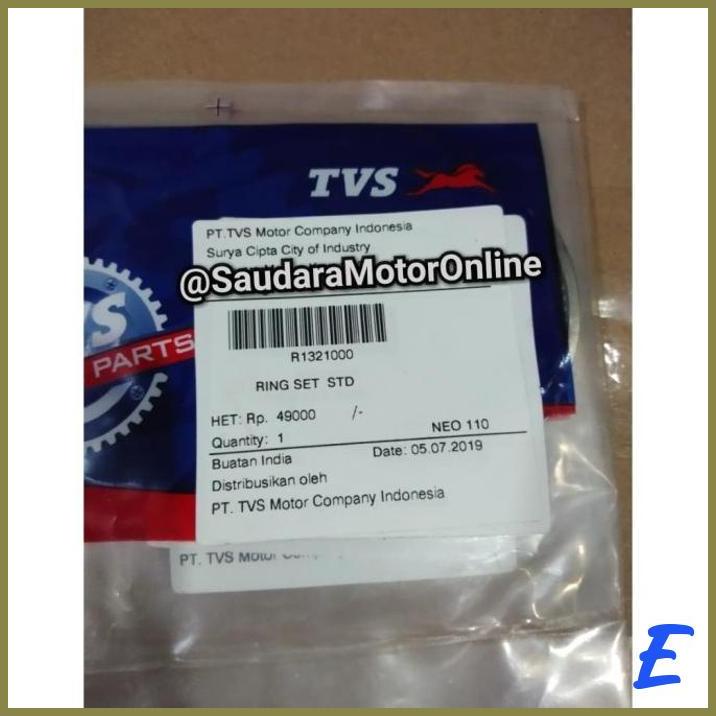 TVS
PT.TVS Motor Company Indonesia
Surya Cipta City of Industry
@SaudaraMotorOnline
VS
PARTS
R1321000
RING SET STD
HET: Rp. 49000 /-
Quantity: 1 NEO 110
Buatan India Date: 05.07.2019
Distribusikan oleh
PT. TVS Motor Company Indonesia
PT. TVS Motor
E